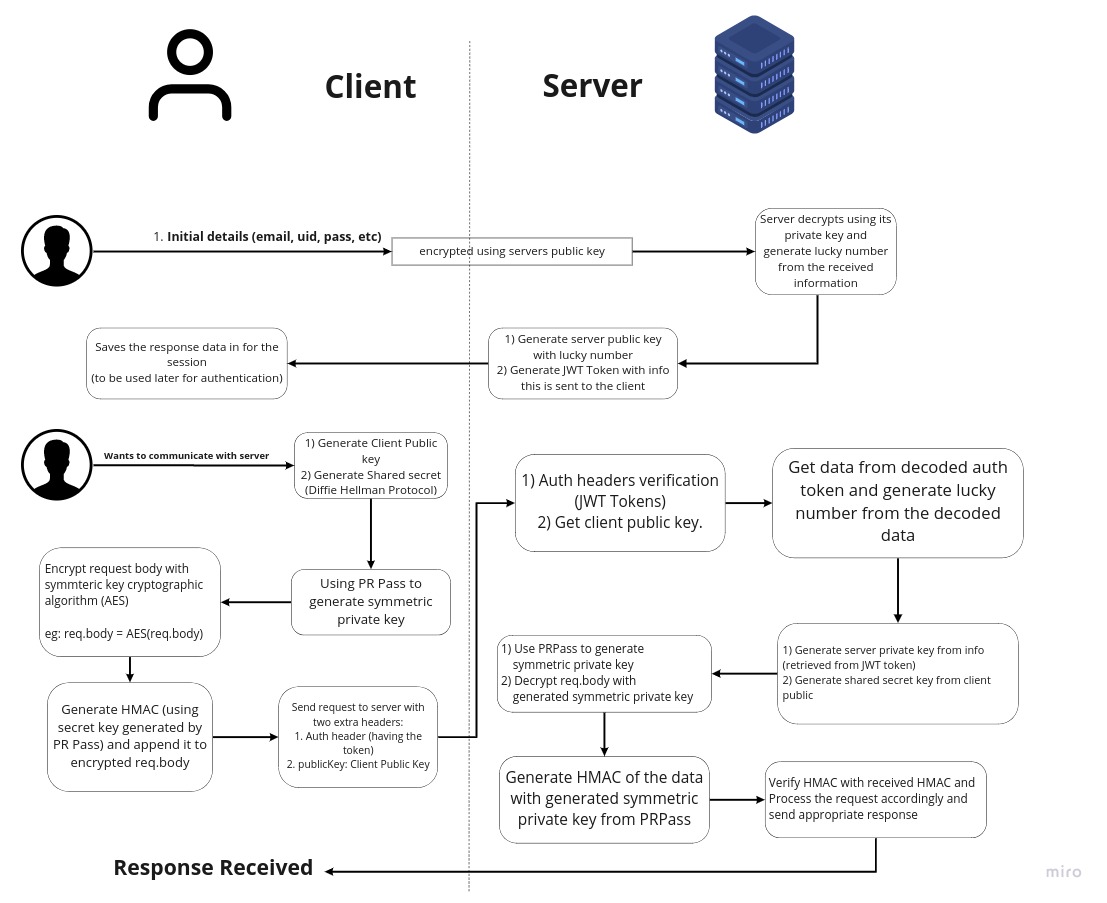 Client
Server
1. Initial details (email, uid, pass, etc)
encrypted using servers public key
Server decrypts using its
private key and
generate lucky number
from the received
information
Saves the response data in for the
session
(to be used later for authentication)
1) Generate server public key
with lucky number
2) Generate JWT Token with info
this is sent to the client
Wants to communicate with server
1) Generate Client Public
key
2) Generate Shared secret
(Diffie Hellman Protocol)
1) Auth headers verification
(JWT Tokens)
2) Get client public key.
Get data from decoded auth
token and generate lucky
number from the decoded
data
Encrypt request body with
symmteric key cryptographic
algorithm (AES)
eg: req.body = AES(req.body)
Using PR Pass to
generate symmetric
private key
1) Use PRPass to generate
symmetric private key
2) Decrypt req.body with
generated symmetric private key
1) Generate server private key from info
(retrieved from JWT token)
2) Generate shared secret key from client
public
Generate HMAC (using
secret key generated by
PR Pass) and append it to
encrypted req.body
Send request to server with
two extra headers:
1. Auth header (having the
token)
2. publicKey: Client Public Key
Generate HMAC of the data
with generated symmetric
private key from PRPass
Verify HMAC with received HMAC and
Process the request accordingly and
send appropriate response
Response Received
miro